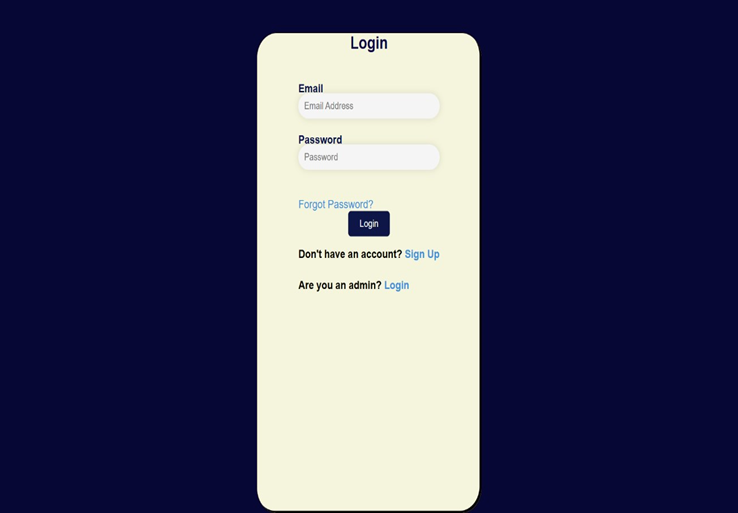 Login
Email
Email Address
Password
Password
Forgot Password?
Login
Don't have an account? Sign Up
Are you an admin? Login